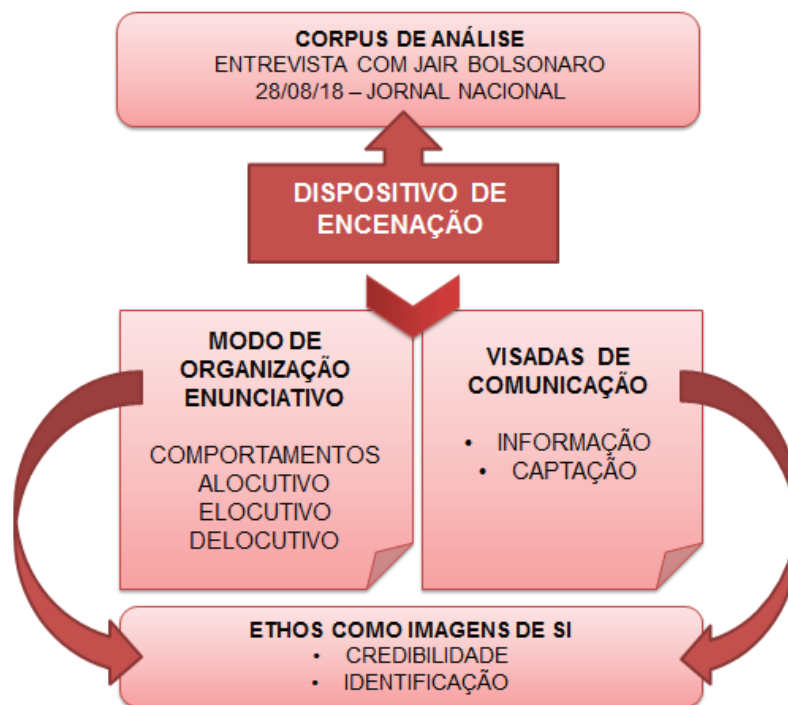 CORPUS DE ANÁLISE
ENTREVISTA COM JAIR BOLSONARO
28/08/18 – JORNAL NACIONAL
DISPOSITIVO DE
ENCENAÇÃO
MODO DE
ORGANIZAÇÃO
ENUNCIATIVO
COMPORTAMENTOS
ALOCUTIVO
ELOCUTIVO
DELOCUTIVO
VISADAS DE
COMUNICAÇÃO
• INFORMAÇÃO
• CAPTAÇÃO
ETHOS COMO IMAGENS DE SI
• CREDIBILIDADE
• IDENTIFICAÇÃO